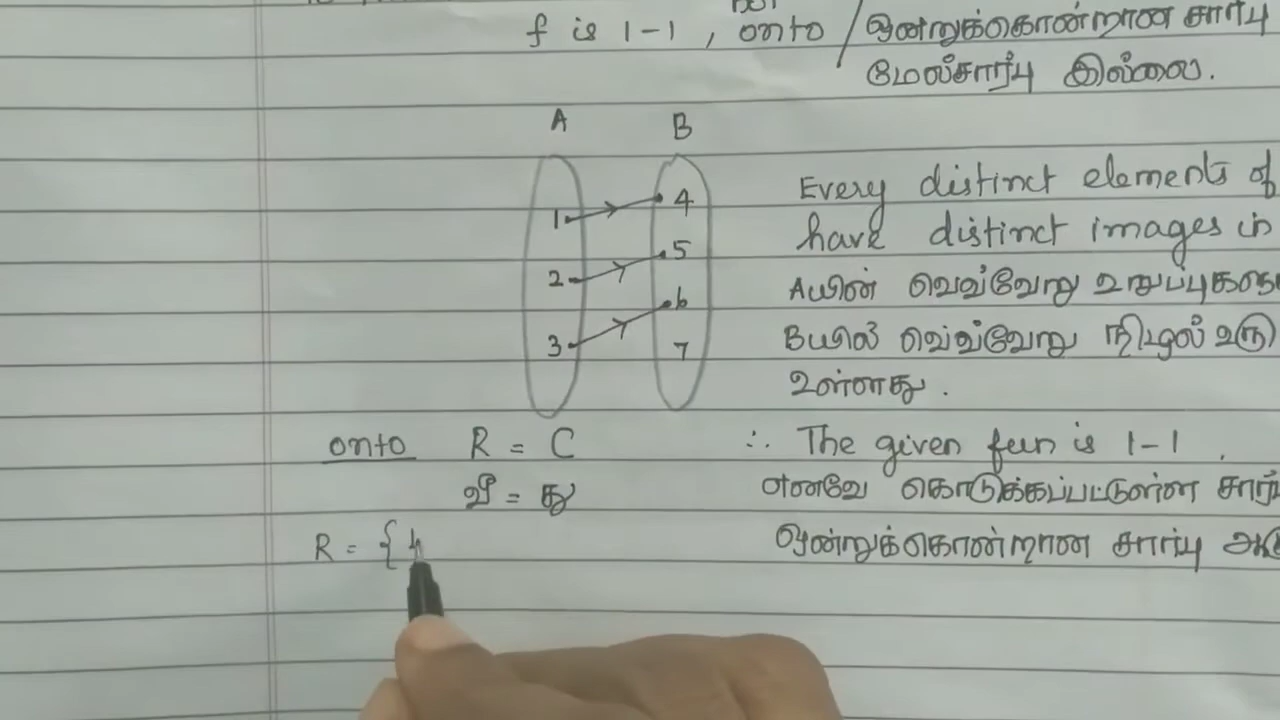 f is 1-1, onto / ஒன்றுக்கொன்றான சார்பு
மேல்சார்பு இல்லை.
A B
1 4
2 5
3 6
7
Every distinct elements of
have distinct images in
Aயின் வெவ்வேறு உறுப்புகளு
Bயில் வெவ்வேறு நிழல் உரு
உள்ளது.
onto R = C
வீ = து
∴ The given fun is 1-1.
எனவே கொடுக்கப்பட்டுள்ள சார்
ஒன்றுக்கொன்றான சார்பு
R = { 4